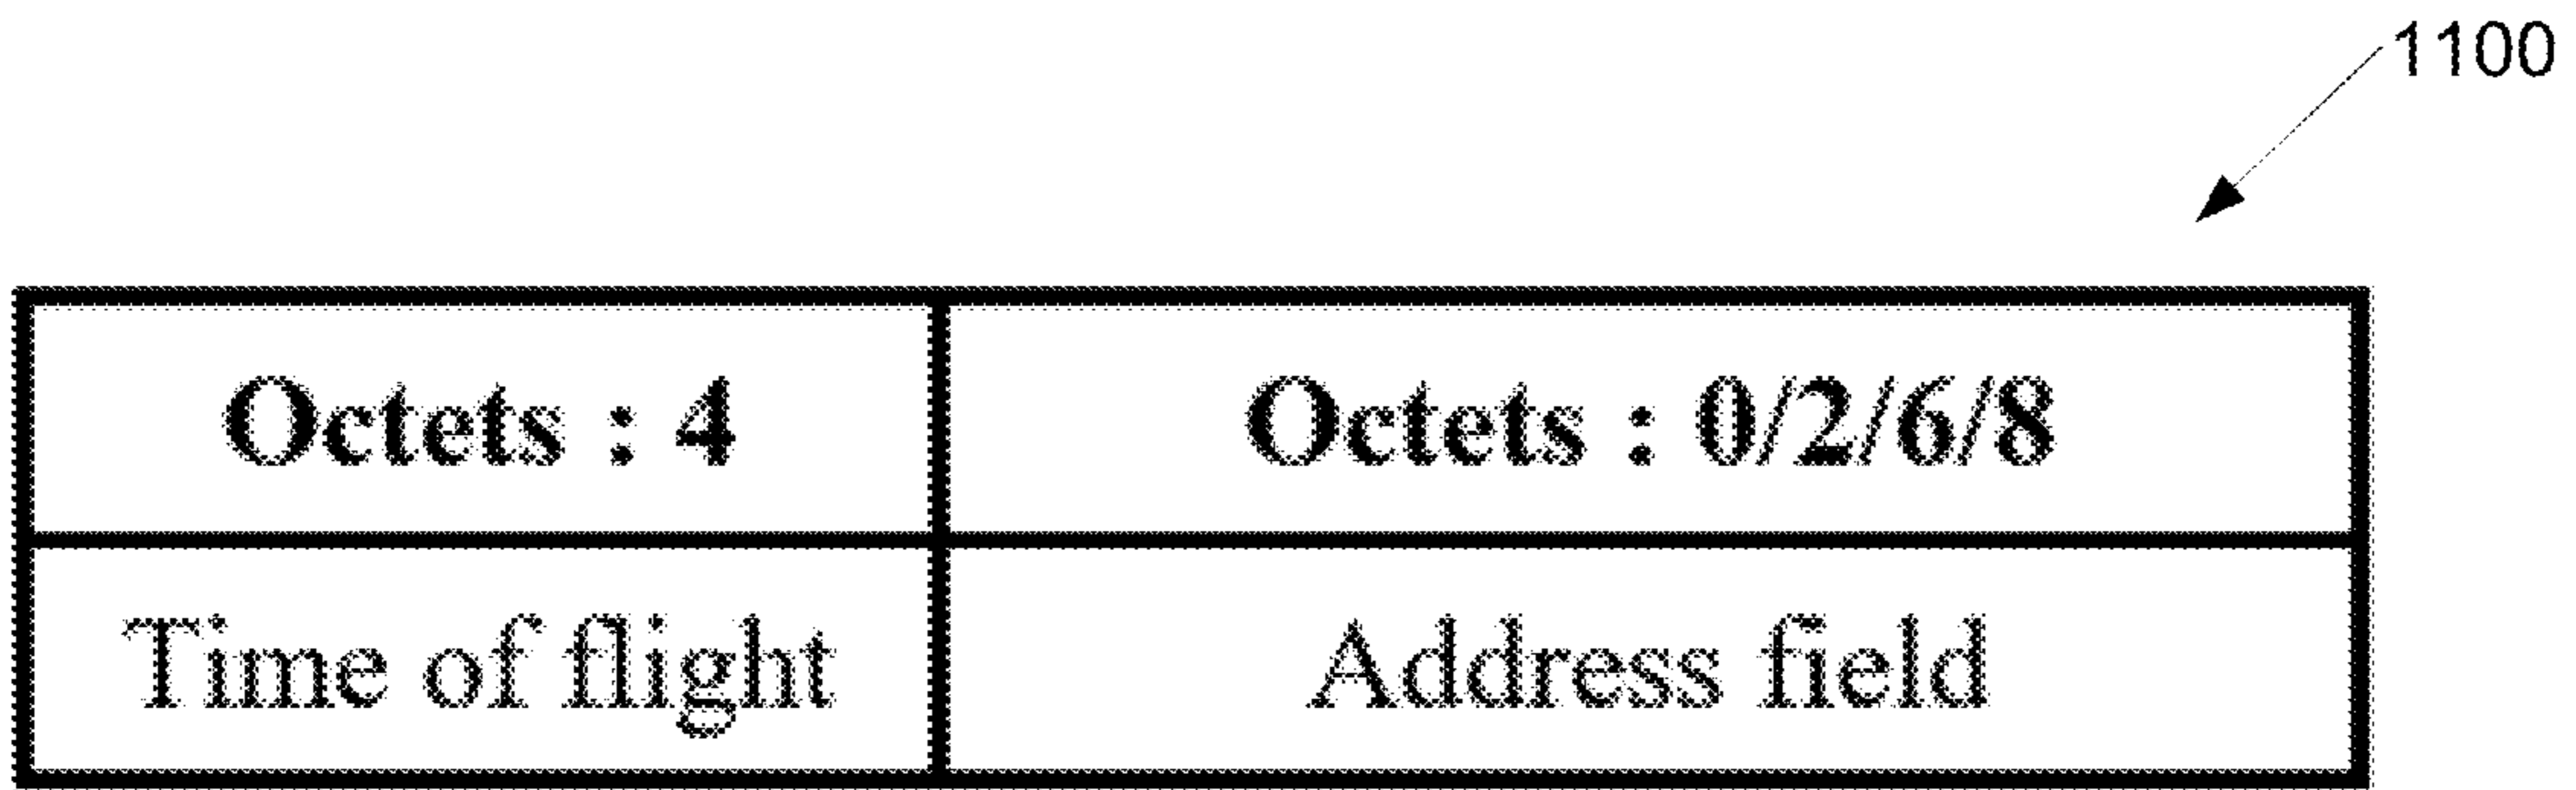 1100
Octets : 4 Octets : 0/2/6/8
Time of flight Address field